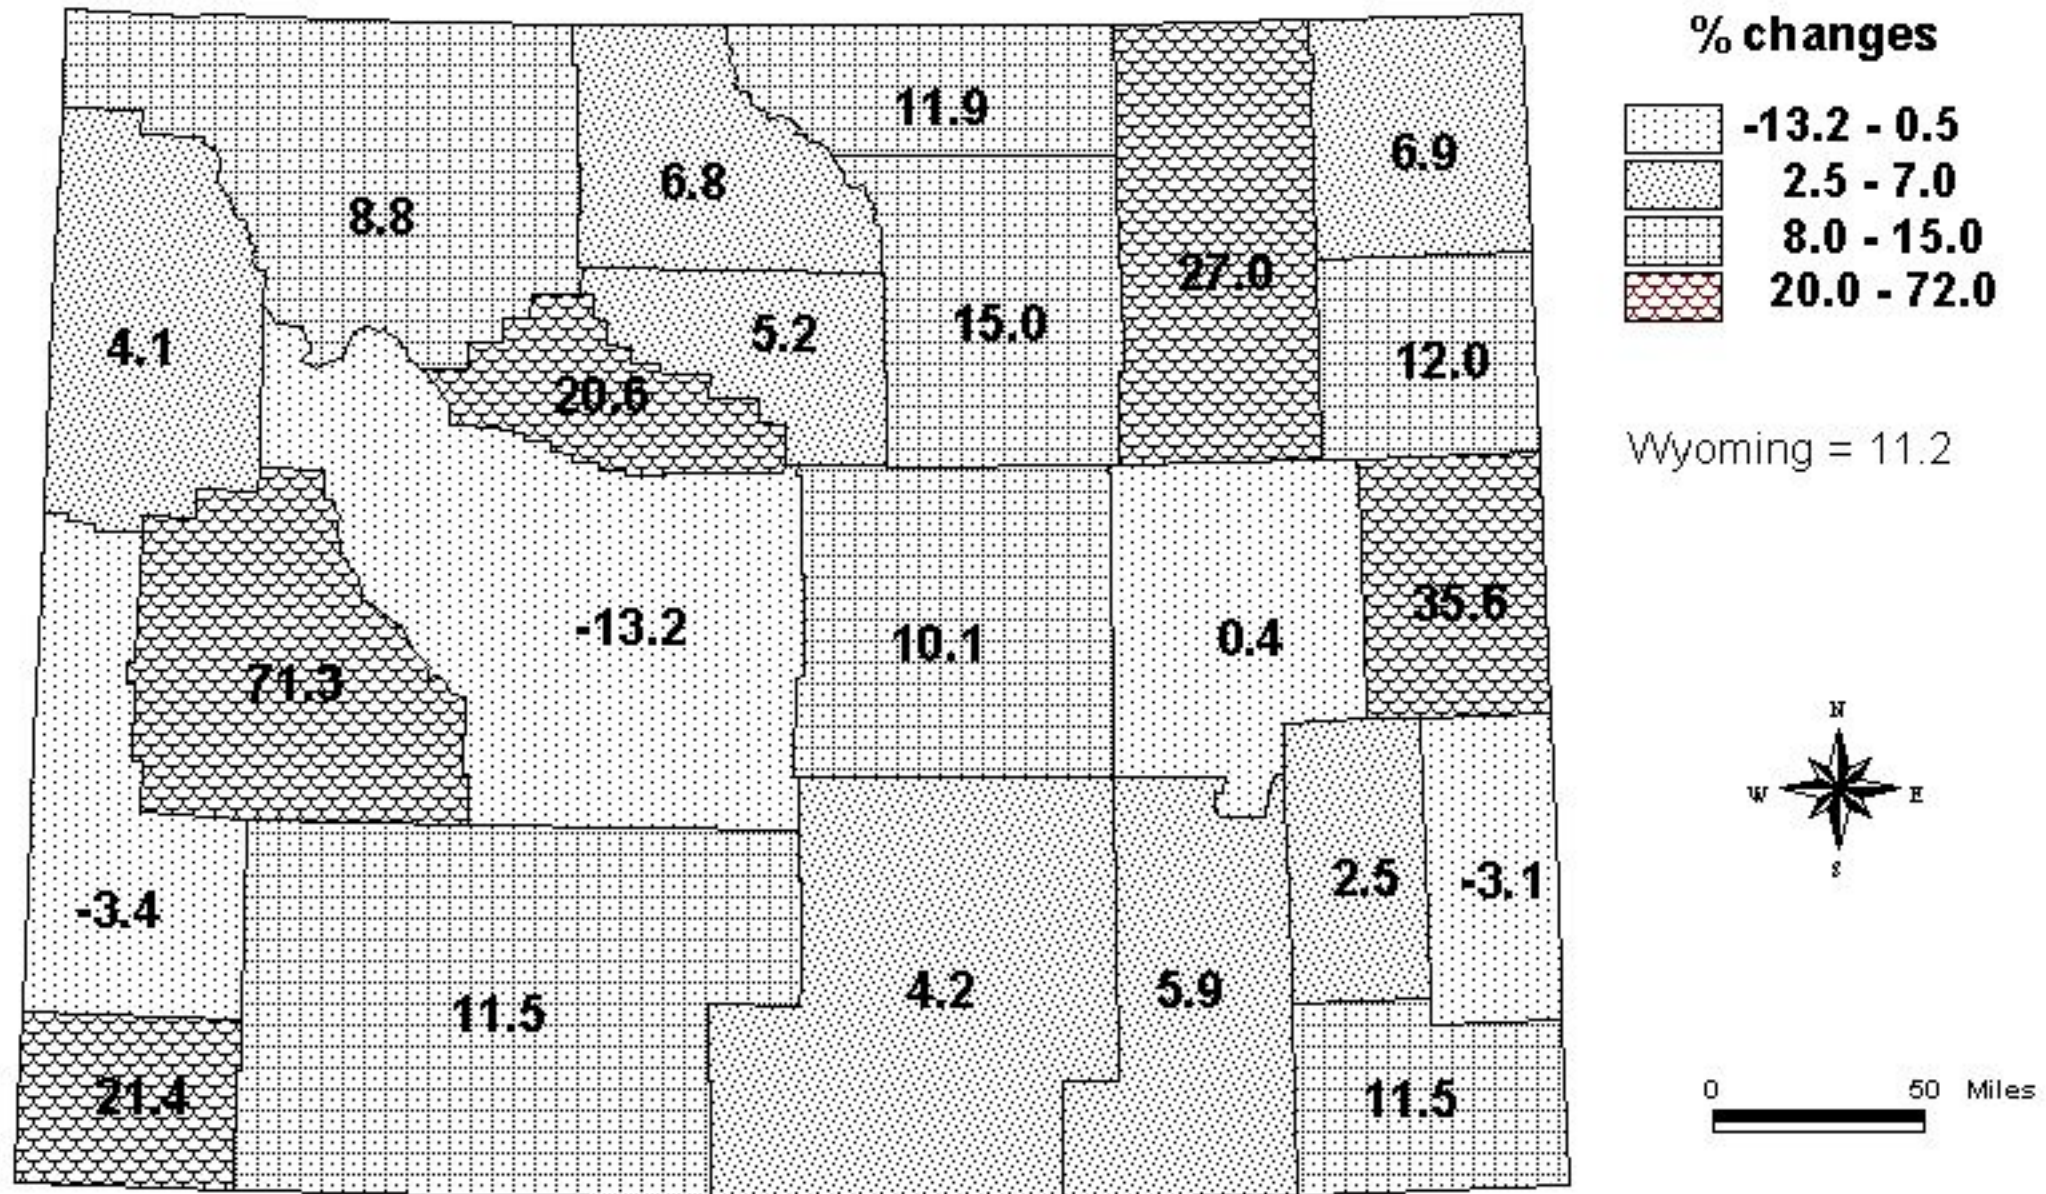 % changes
-13.2 - 0.5
2.5 - 7.0
8.0 - 15.0
20.0 - 72.0
Wyoming = 11.2
11.9
6.9
6.8
8.8
27.0
15.0
5.2
4.1
12.0
20.6
35.6
-13.2
10.1
0.4
71.3
2.5
-3.1
-3.4
4.2
5.9
11.5
21.4
11.5
N
W E
S
0 50 Miles